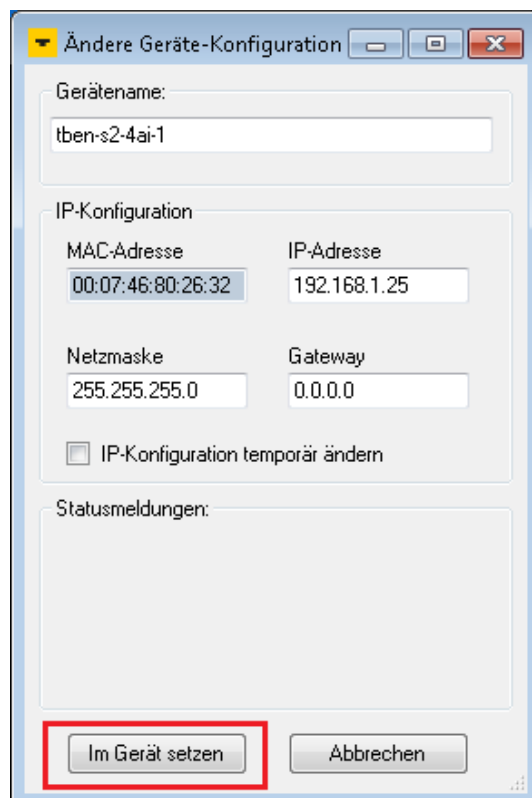 Ändere Geräte-Konfiguration
Gerätename:
tben-s2-4ai-1
IP-Konfiguration
MAC-Adresse IP-Adresse
00:07:46:80:26:32 192.168.1.25
Netzmaske Gateway
255.255.255.0 0.0.0.0
IP-Konfiguration temporär ändern
Statusmeldungen:
Im Gerät setzen Abbrechen